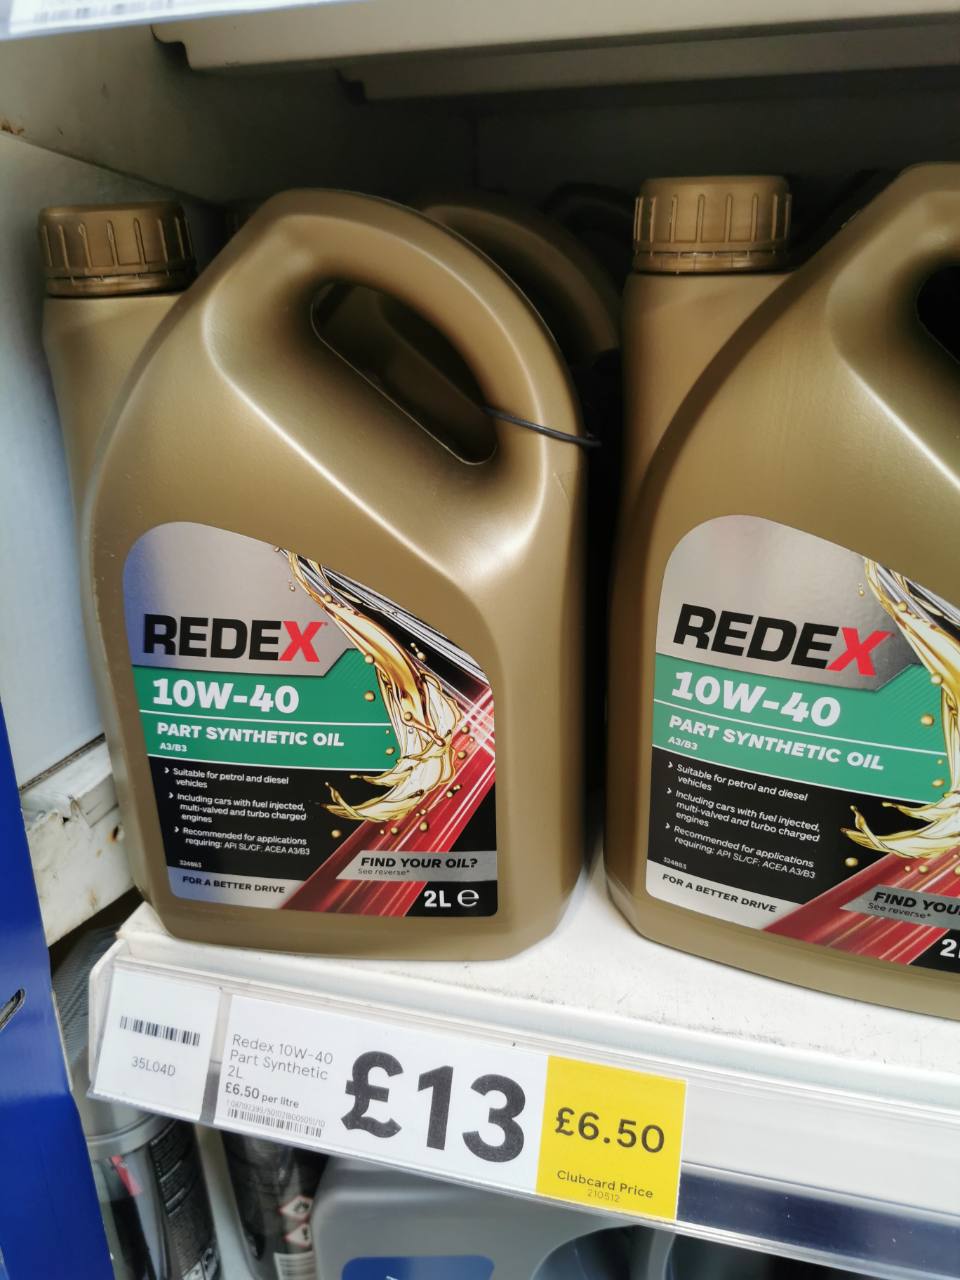 REDEX
10W-40
PART SYNTHETIC OIL
A3/B3
› Suitable for petrol and diesel
vehicles
› Including cars with fuel injected,
multi-valved and turbo charged
engines
› Recommended for applications
requiring: API SL/CF; ACEA A3/B3
324863
FOR A BETTER DRIVE
FIND YOUR OIL?
See reverse*
2L e
REDEX
10W-40
PART SYNTHETIC OIL
A3/B3
› Suitable for petrol and diesel
vehicles
› Including cars with fuel injected,
multi-valved and turbo charged
engines
› Recommended for applications
requiring: API SL/CF; ACEA A3/B3
324863
FOR A BETTER DRIVE
FIND YOU
See reverse*
2
35L04D
Redex 10W-40
Part Synthetic
2L
£6.50 per litre
£13
£6.50
Clubcard Price
210512